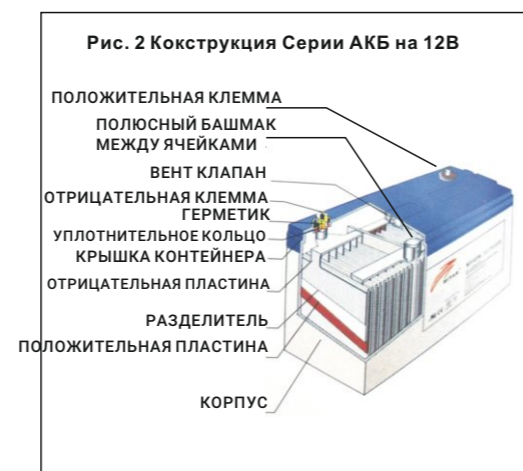 Рис. 2 Кокструкция Серии АКБ на 12В
ПОЛОЖИТЕЛЬНАЯ КЛЕММА
ПОЛЮСНЫЙ БАШМАК
МЕЖДУ ЯЧЕЙКАМИ
ВЕНТ КЛАПАН
ОТРИЦАТЕЛЬНАЯ КЛЕММА
ГЕРМЕТИК
УПЛОТНИТЕЛЬНОЕ КОЛЬЦО
КРЫШКА КОНТЕЙНЕРА
ОТРИЦАТЕЛЬНАЯ ПЛАСТИНА
РАЗДЕЛИТЕЛЬ
ПОЛОЖИТЕЛЬНАЯ ПЛАСТИНА
КОРПУС